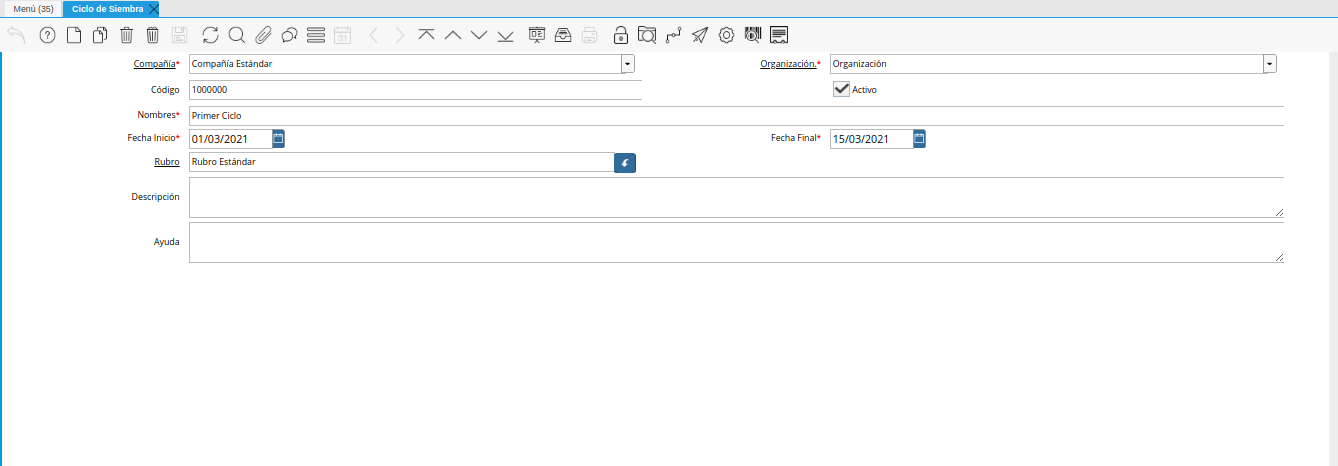 Menú (35) Ciclo de Siembra
31
Compañía* Compañía Estándar Organización.* Organización
Código 1000000 Activo
Nombres* Primer Ciclo
Fecha Inicio* 01/03/2021 Fecha Final* 15/03/2021
Rubro Rubro Estándar
Descripción
Ayuda